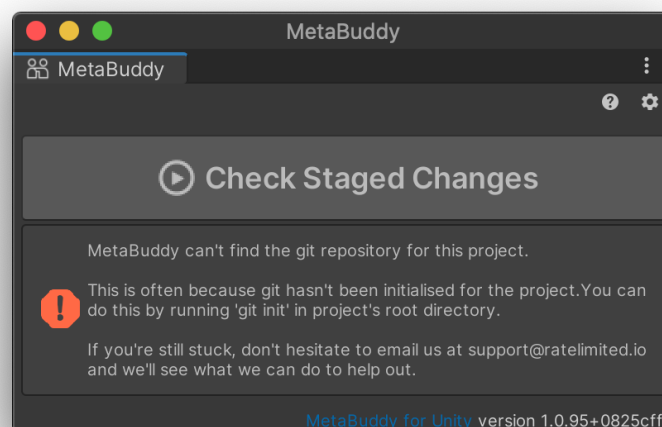 MetaBuddy
MetaBuddy
Check Staged Changes
MetaBuddy can't find the git repository for this project.
This is often because git hasn't been initialised for the project.You can
do this by running 'git init' in project's root directory.
If you're still stuck, don't hesitate to email us at support@ratelimited.io
and we'll see what we can do to help out.
MetaBuddy for Unity version 1.0.95+0825cff